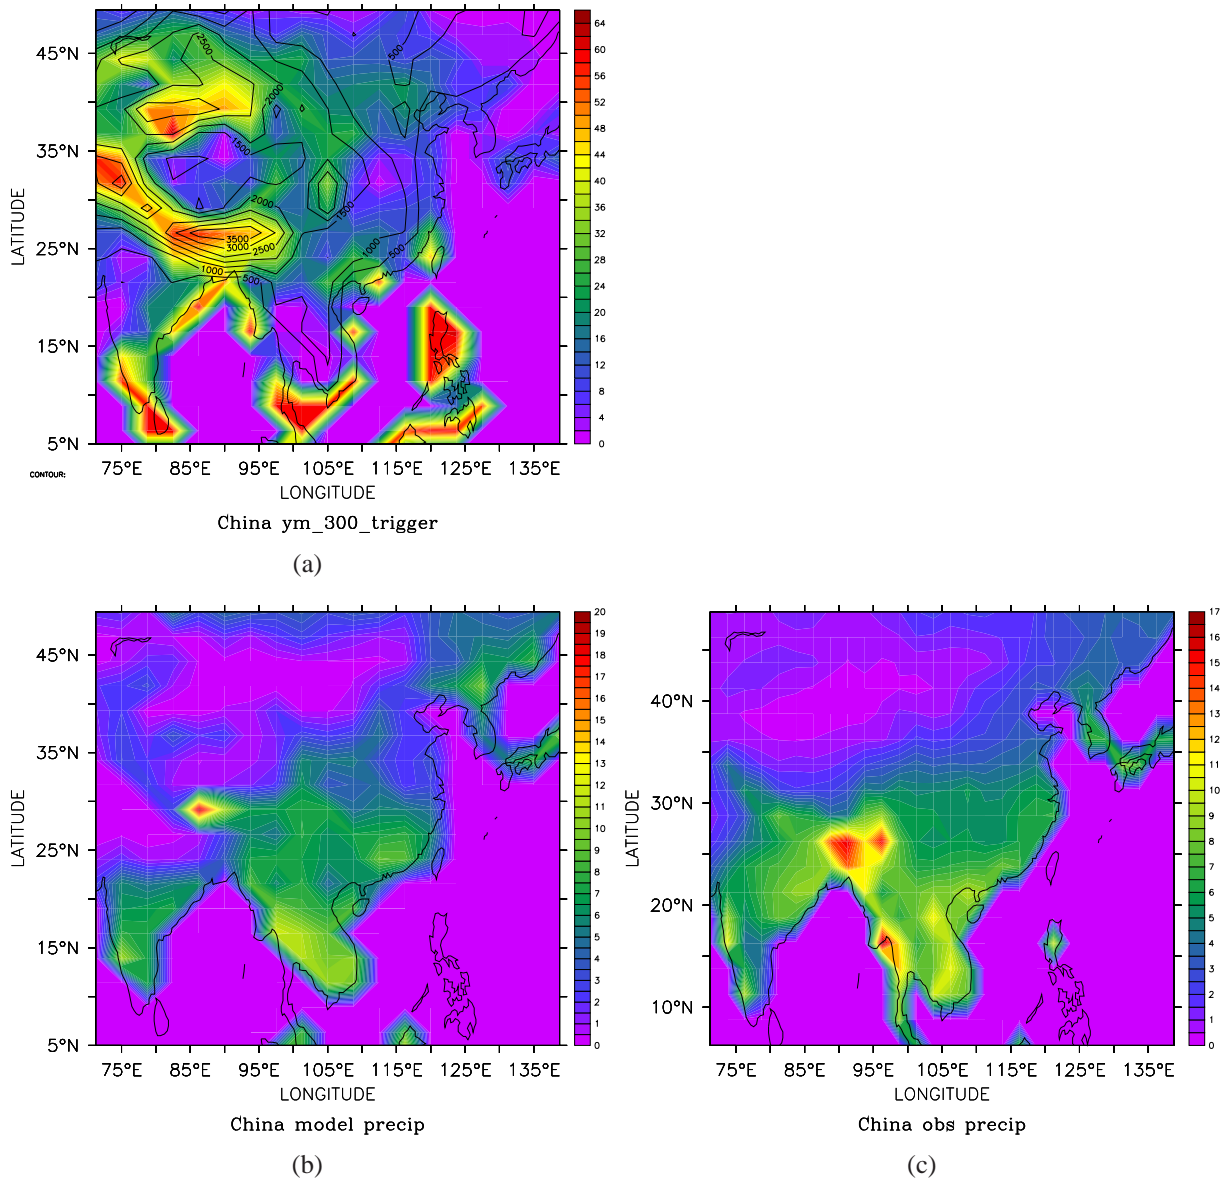 45°N
35°N
25°N
15°N
5°N
LATITUDE
75°E 85°E 95°E 105°E 115°E 125°E 135°E
LONGITUDE
CONTOUR:
2500
500
2000
1500
2000
1500
3500
3000
2500
1000
500
1000
500
64
60
56
52
48
44
40
36
32
28
24
20
16
12
8
4
0
China ym_300_trigger
(a)
45°N
35°N
25°N
15°N
5°N
LATITUDE
75°E 85°E 95°E 105°E 115°E 125°E 135°E
LONGITUDE
20
19
18
17
16
15
14
13
12
11
10
9
8
7
6
5
4
3
2
1
0
China model precip
(b)
40°N
30°N
20°N
10°N
LATITUDE
75°E 85°E 95°E 105°E 115°E 125°E 135°E
LONGITUDE
17
16
15
14
13
12
11
10
9
8
7
6
5
4
3
2
1
0
China obs precip
(c)